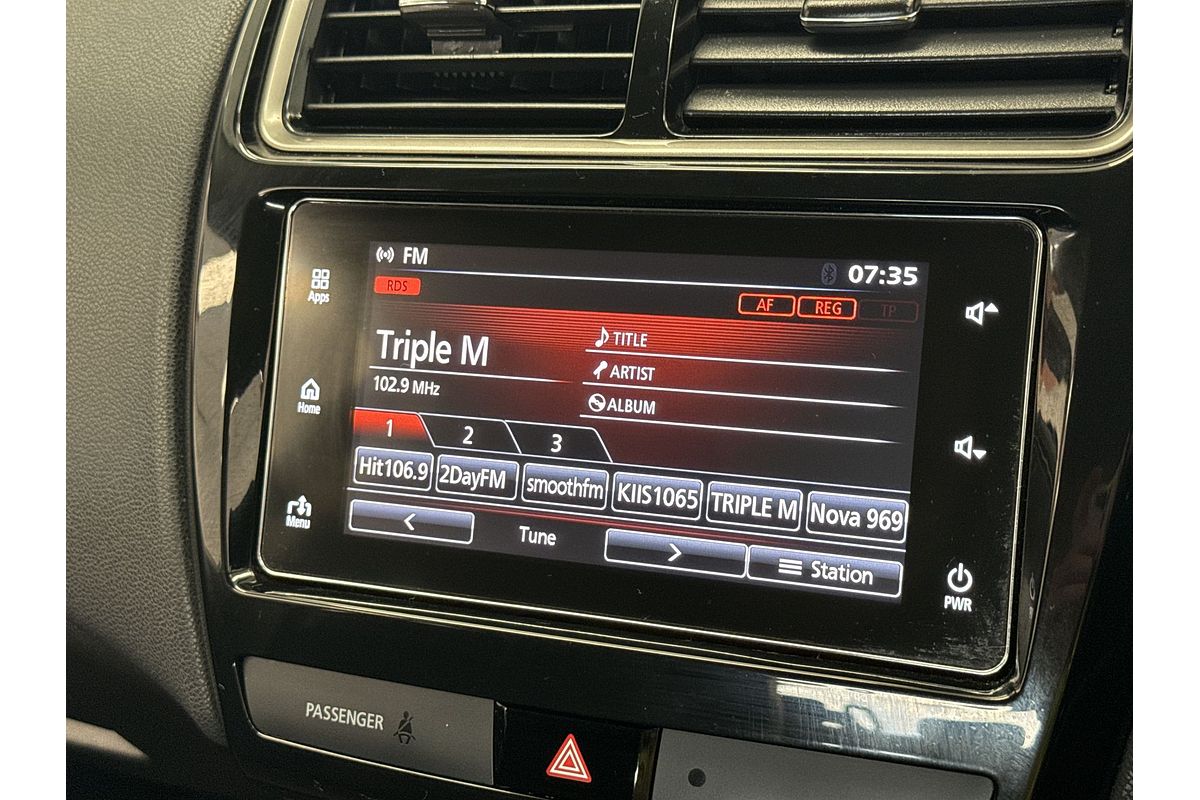 FM
07:35
RDS
AF REG TP
Apps
Triple M
102.9 MHz
TITLE
ARTIST
ALBUM
Home
1 2 3
Hit106.9 2DayFM smoothfm KIIS1065 TRIPLE M Nova 969
Menu
< Tune > Station
PWR
PASSENGER